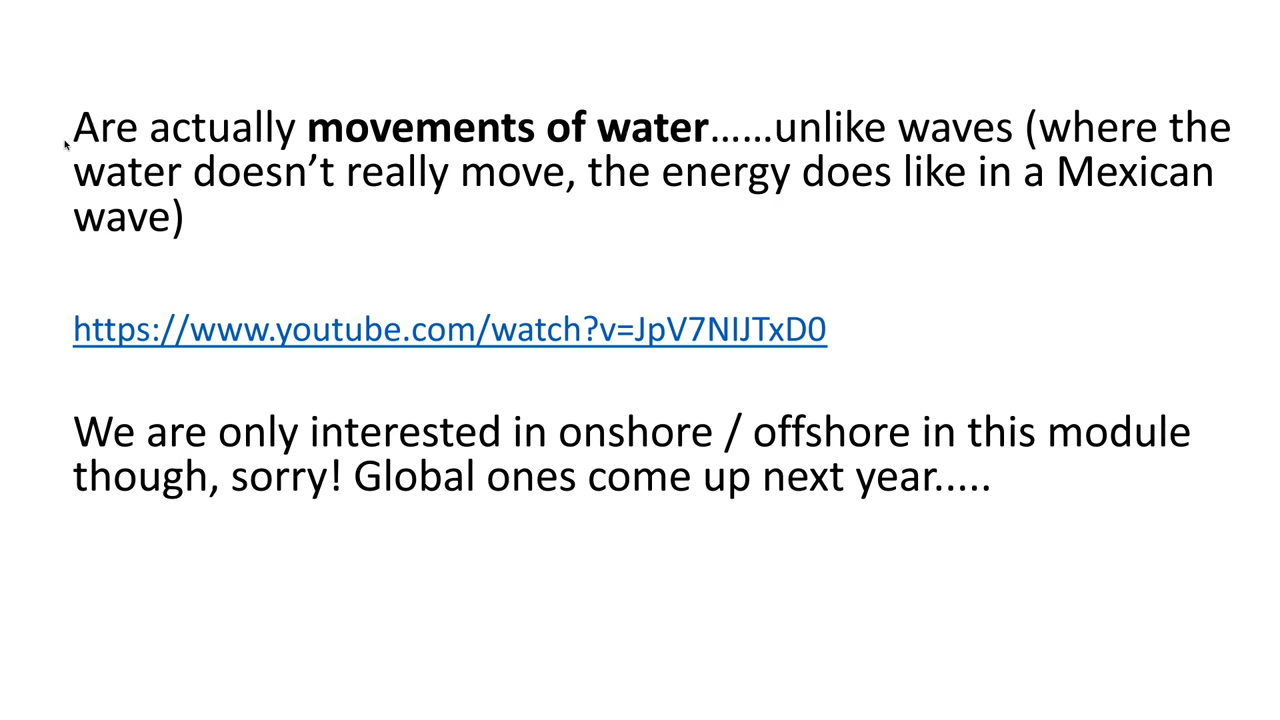 Are actually movements of water……unlike waves (where the
water doesn’t really move, the energy does like in a Mexican
wave)
https://www.youtube.com/watch?v=JpV7NIJTxD0
We are only interested in onshore / offshore in this module
though, sorry! Global ones come up next year.....